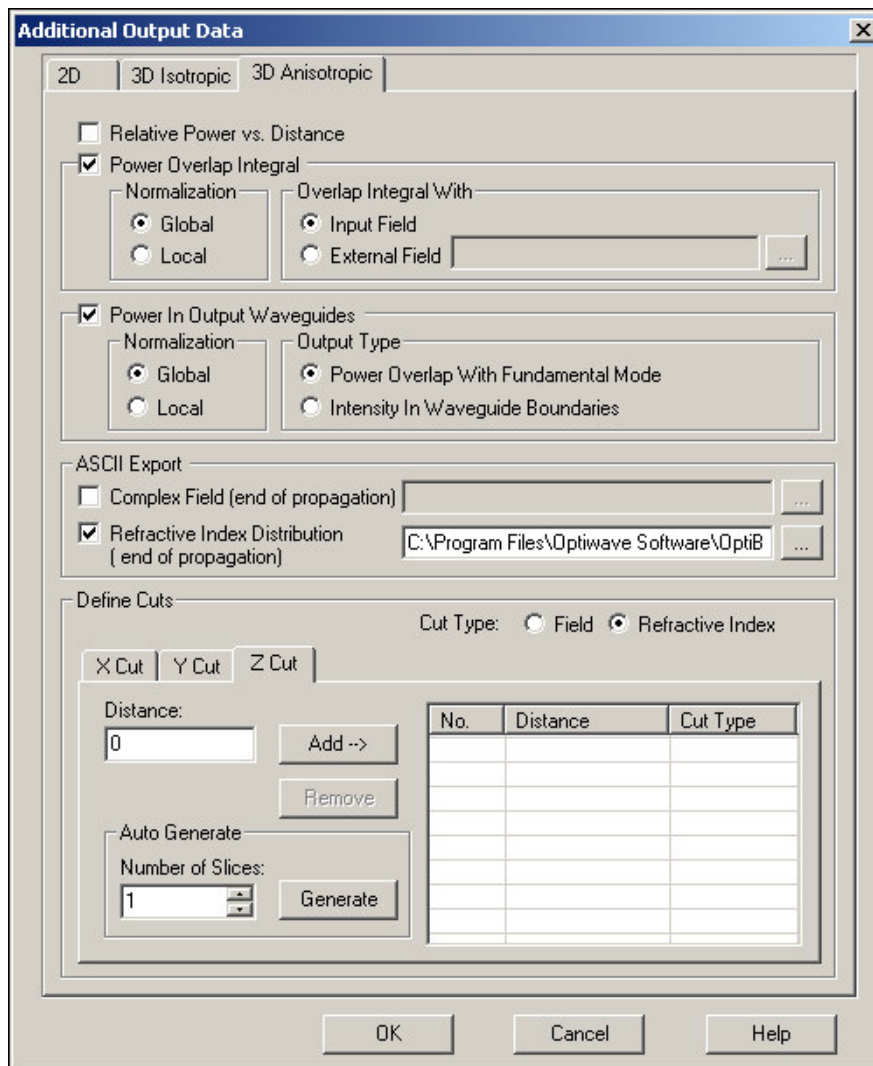 Additional Output Data
2D 3D Isotropic 3D Anisotropic
Relative Power vs. Distance
Power Overlap Integral
Normalization Overlap Integral With
Global Input Field
Local External Field ...
Power In Output Waveguides
Normalization Output Type
Global Power Overlap With Fundamental Mode
Local Intensity In Waveguide Boundaries
ASCII Export
Complex Field (end of propagation) ...
Refractive Index Distribution
( end of propagation) C:\Program Files\Optiwave Software\OptiB ...
Define Cuts
Cut Type: Field Refractive Index
X Cut Y Cut Z Cut
Distance: No. Distance Cut Type
0 Add -->
Remove
Auto Generate
Number of Slices:
1 Generate
OK Cancel Help